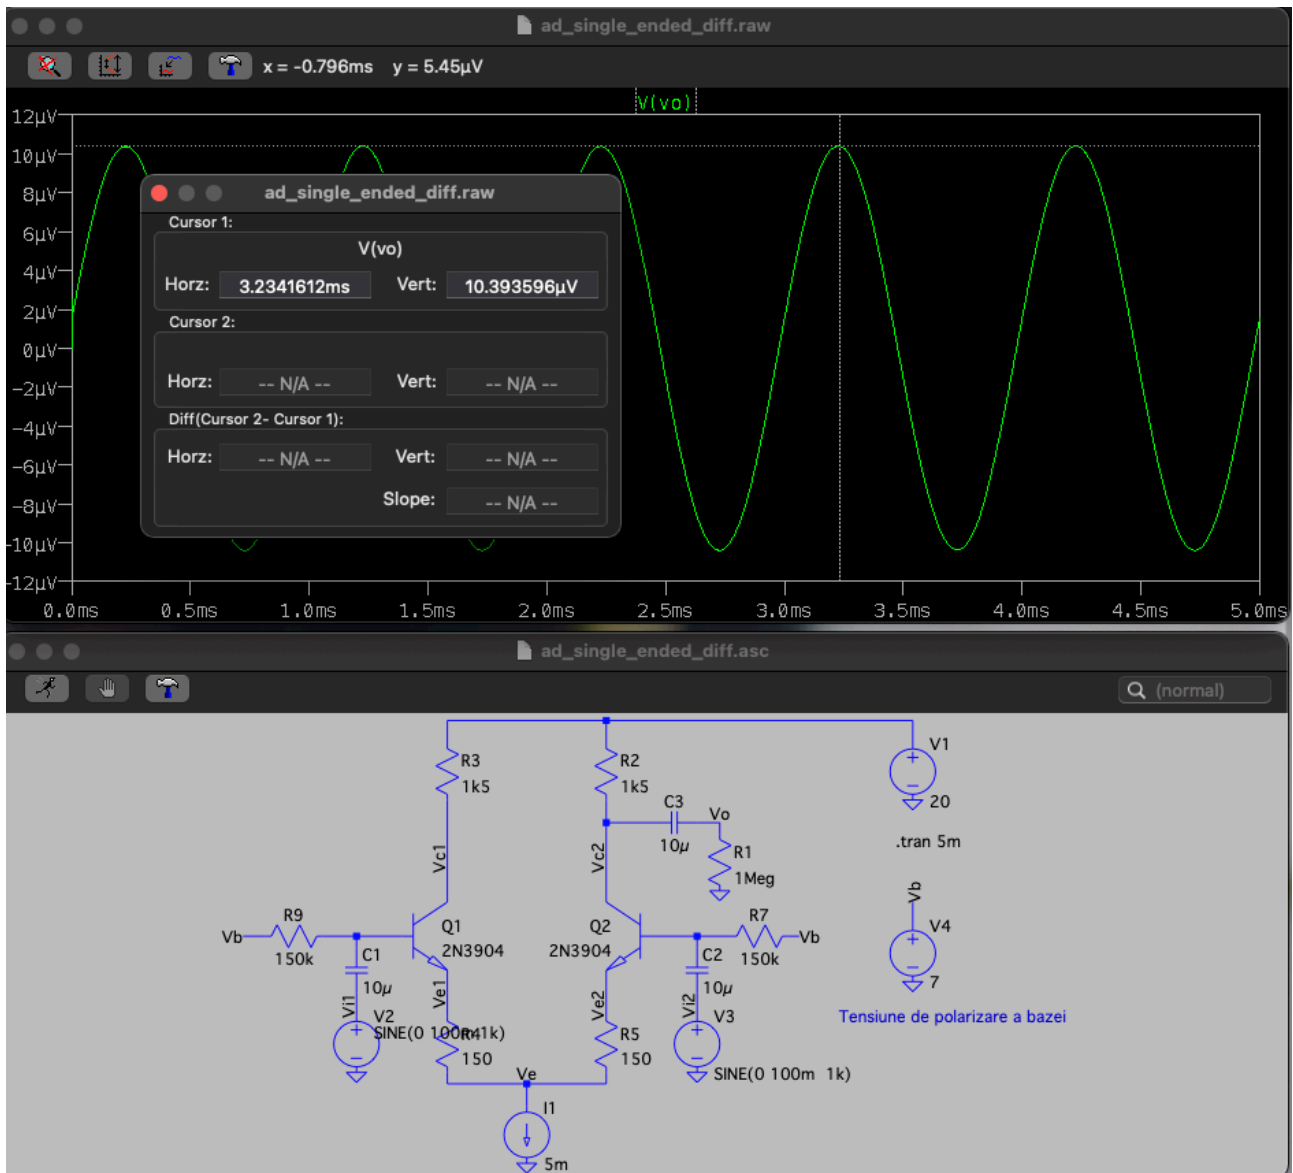 ad_single_ended_diff.raw
x = -0.796ms y = 5.45µV
V(vo)
12µV
10µV
8µV
6µV
4µV
2µV
0µV
-2µV
-4µV
-6µV
-8µV
-10µV
-12µV
0.0ms 0.5ms 1.0ms 1.5ms 2.0ms 2.5ms 3.0ms 3.5ms 4.0ms 4.5ms 5.0ms
ad_single_ended_diff.raw
Cursor 1:
V(vo)
Horz: 3.2341612ms Vert: 10.393596µV
Cursor 2:
Horz: -- N/A -- Vert: -- N/A --
Diff(Cursor 2- Cursor 1):
Horz: -- N/A -- Vert: -- N/A --
Slope: -- N/A --
ad_single_ended_diff.asc
(normal)
R3
1k5
R2
1k5
V1
20
C3
10µ
Vo
R1
1Meg
.tran 5m
Vc1
Vc2
Vb
R9
150k
Q1
2N3904
Q2
2N3904
R7
150k
Vb
Vb
V4
7
C1
10µ
C2
10µ
Vi1
Ve1
Ve2
Vi2
V2
SINE(0 100m 1k)
R4
150
R5
150
V3
SINE(0 100m 1k)
Tensiune de polarizare a bazei
Ve
I1
5m